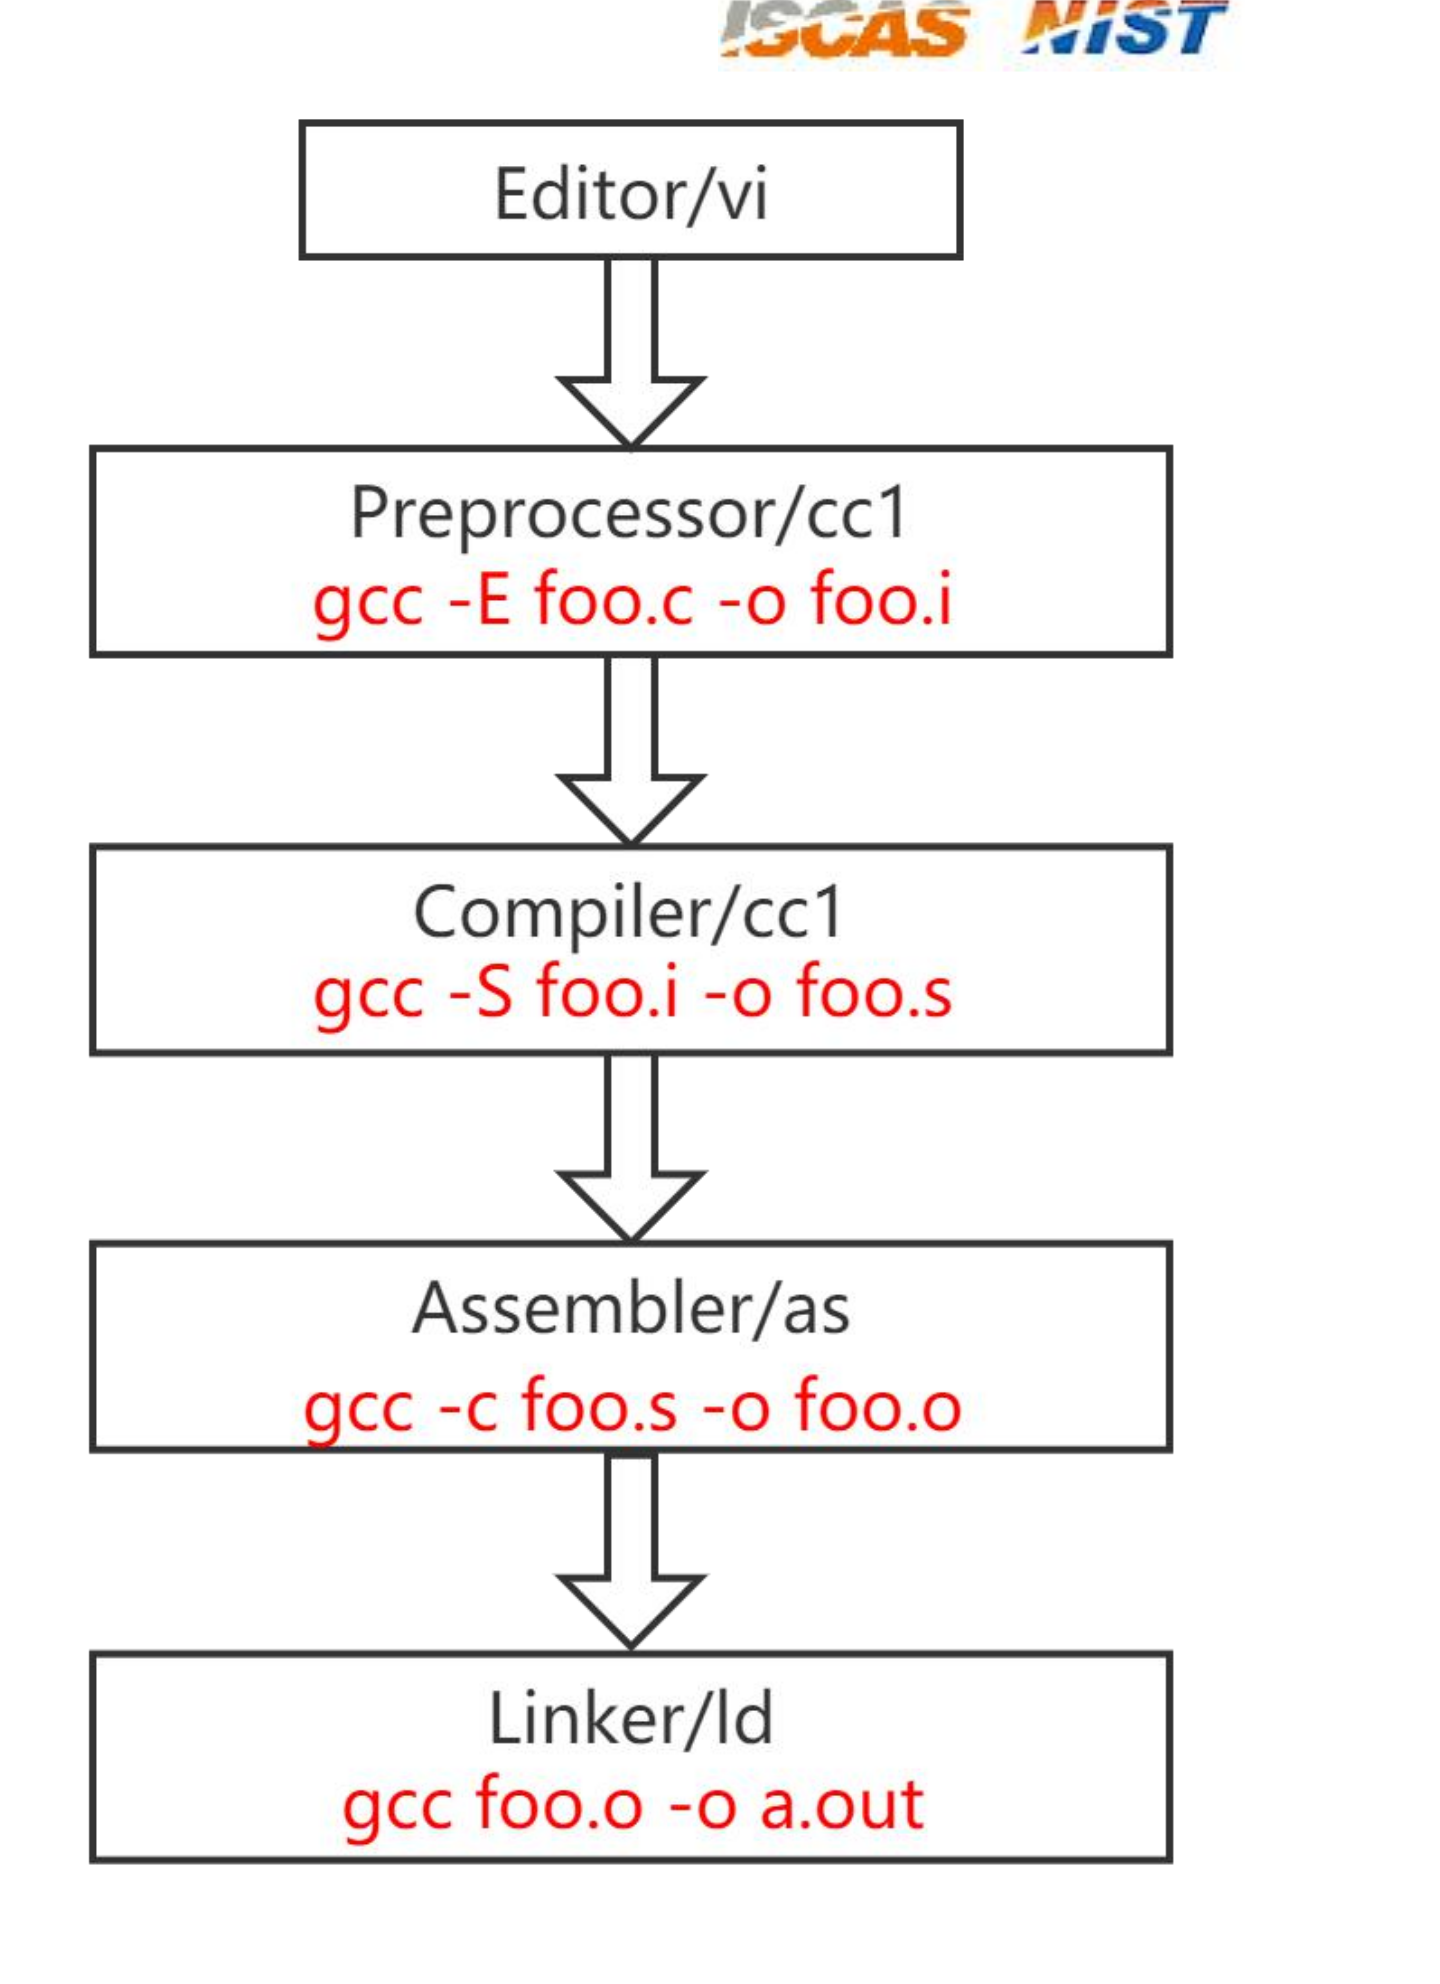 ISCAS NIST
Editor/vi
Preprocessor/cc1
gcc -E foo.c -o foo.i
Compiler/cc1
gcc -S foo.i -o foo.s
Assembler/as
gcc -c foo.s -o foo.o
Linker/ld
gcc foo.o -o a.out